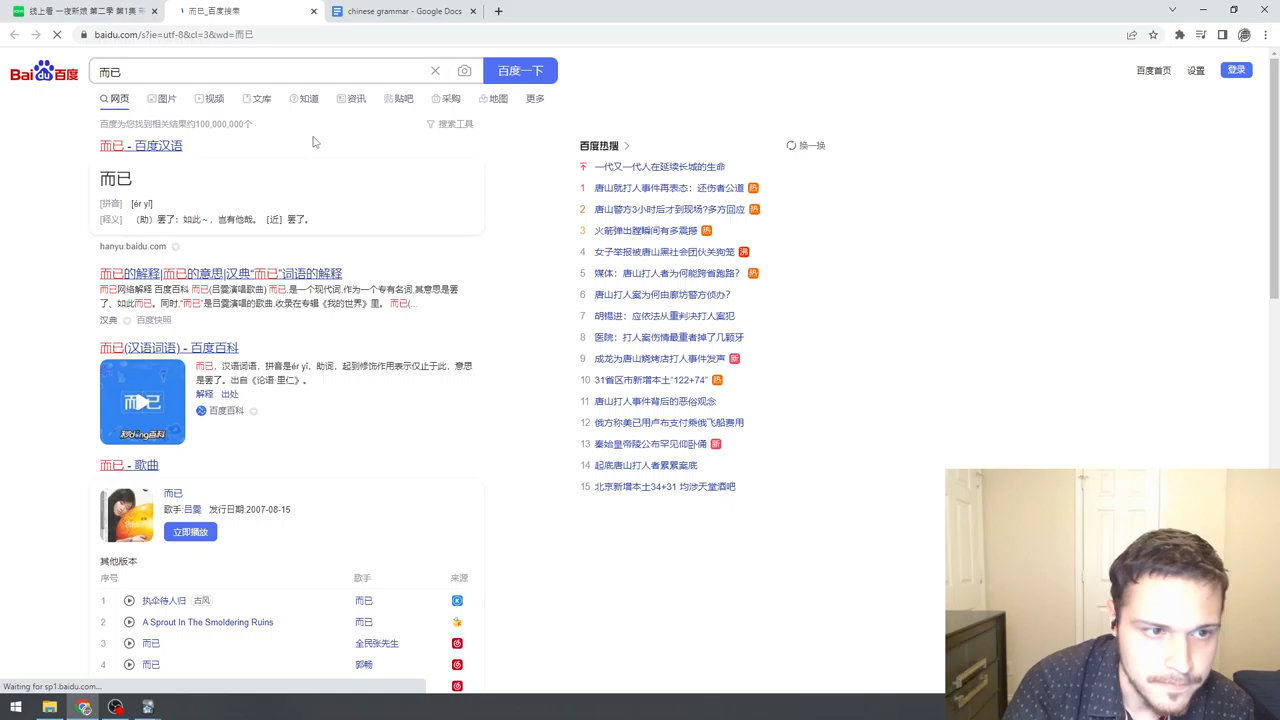 线上看 一夜新娘 第二季 第1集
而已_百度搜索
chinese grammar - Google Docs
baidu.com/s?ie=utf-8&cl=3&wd=而已
Bai du 百度
而已
百度一下
百度首页
设置
登录
网页
图片
视频
文库
知道
资讯
贴吧
采购
地图
更多
百度为您找到相关结果约100,000,000个
搜索工具
而已 - 百度汉语
而已
[拼音] [ér yǐ]
[释义] （助）罢了：如此～，岂有他哉。 [近] 罢了。
hanyu.baidu.com
而已的解释|而已的意思|汉典"而已"词语的解释
而已网络解释 百度百科 而已(吕雯演唱歌曲) 而已,是一个现代词,作为一个专有名词,其意思是罢
了、如此而已。同时,"而已"是吕雯演唱的歌曲,收录在专辑《我的世界》里。 而已(...
汉典
百度快照
而已(汉语词语) - 百度百科
而已
秒dǒng百科
而已，汉语词语，拼音是ér yǐ，助词，起到修饰作用表示仅止于此，意思
是罢了。出自《论语·里仁》。
解释 出处
百度百科
而已 - 歌曲
而已
歌手:吕雯 发行日期:2007-08-15
立即播放
其他版本
序号 歌手 来源
1 执伞待人归 古风 而已
2 A Sprout In The Smoldering Ruins 而已
3 而已 全民张先生
4 而已 郭畅
百度热搜
换一换
一代又一代人在延续长城的生命
1 唐山就打人事件再表态：还伤者公道 热
2 唐山警方3小时后才到现场?多方回应 热
3 火箭弹出膛瞬间有多震撼 热
4 女子举报被唐山黑社会团伙关狗笼 沸
5 媒体：唐山打人者为何能跨省跑路? 热
6 唐山打人案为何由廊坊警方侦办?
7 胡锡进：应依法从重判决打人案犯
8 医院：打人案伤情最重者掉了几颗牙
9 成龙为唐山烧烤店打人事件发声 新
10 31省区市新增本土"122+74" 热
11 唐山打人事件背后的恶俗观念
12 俄方称美已用卢布支付乘俄飞船费用
13 秦始皇帝陵公布罕见仰卧俑 新
14 起底唐山打人者累累案底
15 北京新增本土34+31 均涉天堂酒吧
Waiting for sp1.baidu.com...